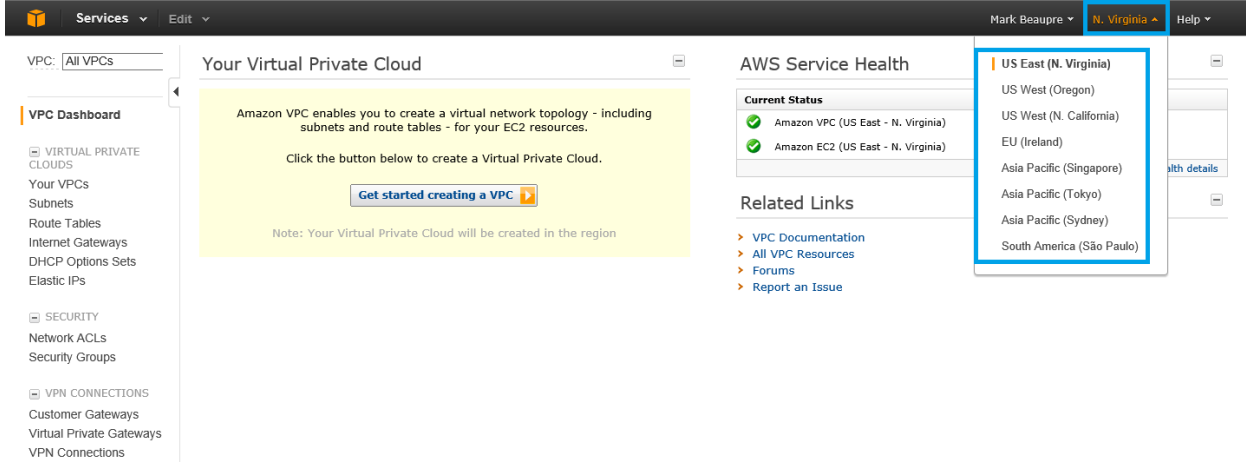 Services Edit Mark Beaupre N. Virginia Help
VPC: All VPCs
VPC Dashboard
VIRTUAL PRIVATE
CLOUDS
Your VPCs
Subnets
Route Tables
Internet Gateways
DHCP Options Sets
Elastic IPs
SECURITY
Network ACLs
Security Groups
VPN CONNECTIONS
Customer Gateways
Virtual Private Gateways
VPN Connections
Your Virtual Private Cloud
Amazon VPC enables you to create a virtual network topology - including
subnets and route tables - for your EC2 resources.
Click the button below to create a Virtual Private Cloud.
Get started creating a VPC
Note: Your Virtual Private Cloud will be created in the region
AWS Service Health
Current Status
Amazon VPC (US East - N. Virginia)
Amazon EC2 (US East - N. Virginia)
details
Related Links
VPC Documentation
All VPC Resources
Forums
Report an Issue
US East (N. Virginia)
US West (Oregon)
US West (N. California)
EU (Ireland)
Asia Pacific (Singapore)
Asia Pacific (Tokyo)
Asia Pacific (Sydney)
South America (São Paulo)